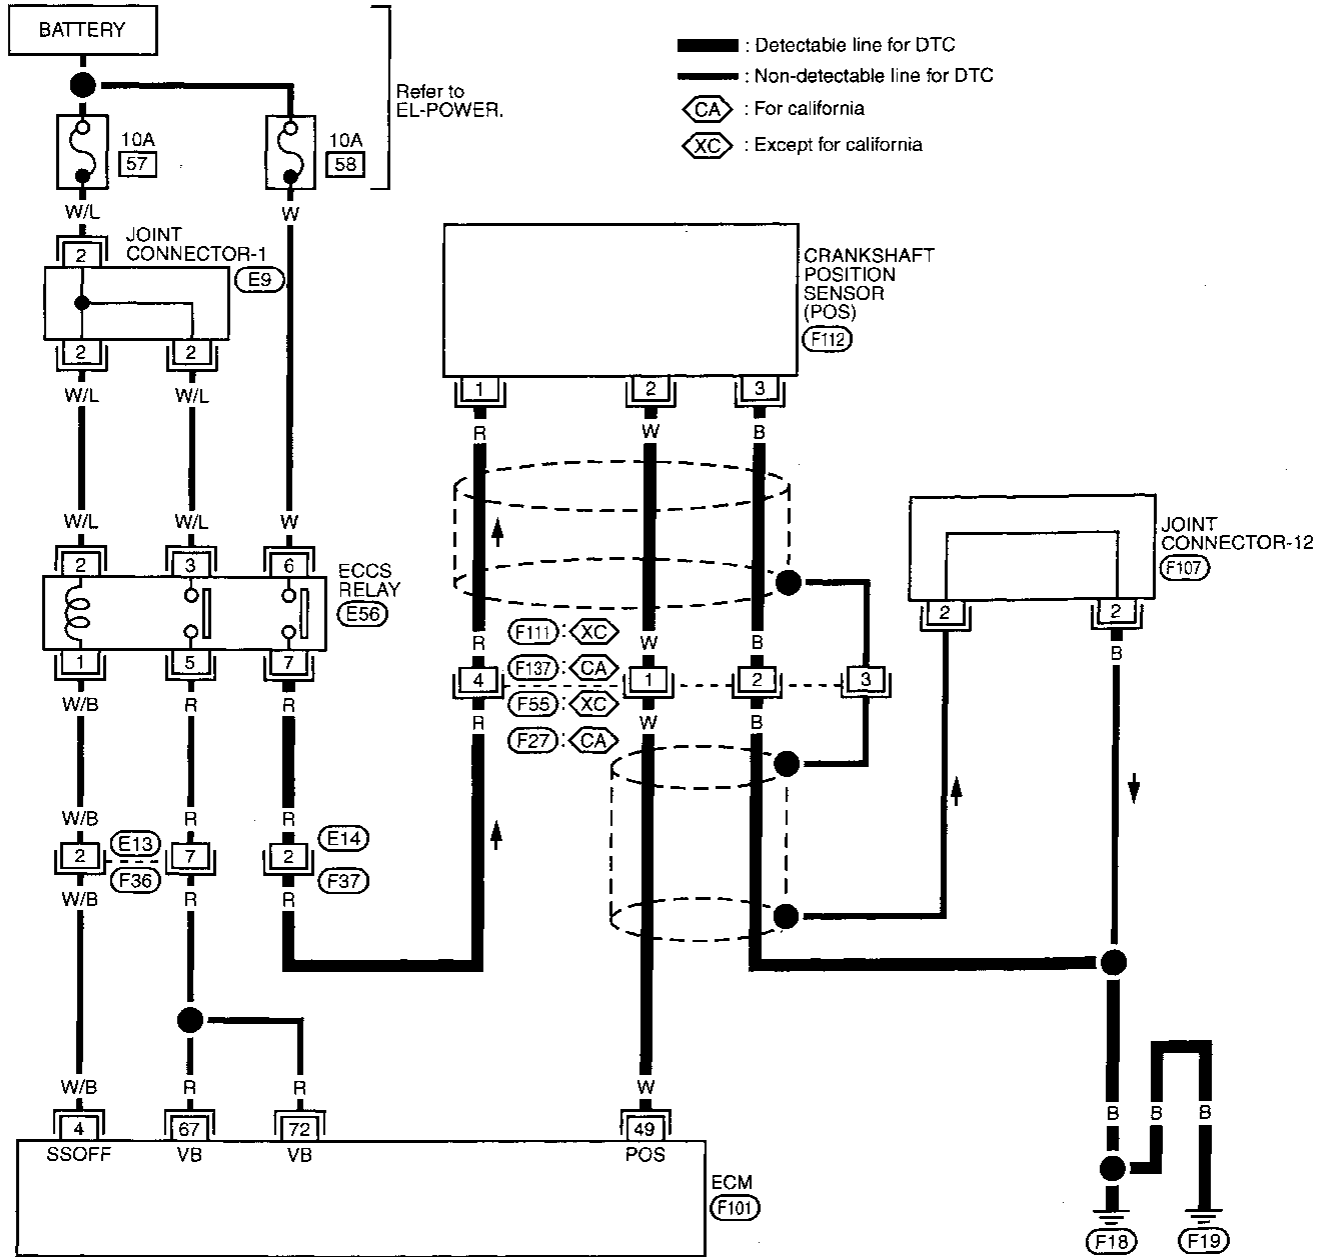 BATTERY
: Detectable line for DTC
: Non-detectable line for DTC
CA : For california
XC : Except for california
Refer to
EL-POWER.
10A
57
10A
58
W/L
W
JOINT
CONNECTOR-1
2
E9
2
2
W/L
W/L
CRANKSHAFT
POSITION
SENSOR
(POS)
F112
1
2
3
R
W
B
W/L
W/L
W
2
3
6
ECCS
RELAY
E56
1
5
7
W/B
R
R
JOINT
CONNECTOR-12
F107
2
2
B
R
W
B
F111 : XC
F137 : CA
4
1
2
3
F55 : XC
F27 : CA
R
W
B
W/B
R
R
2
E13
7
2
E14
F36
F37
W/B
R
R
W/B
R
R
W
B
B
B
4
67
72
49
SSOFF
VB
VB
POS
ECM
F101
F18
F19